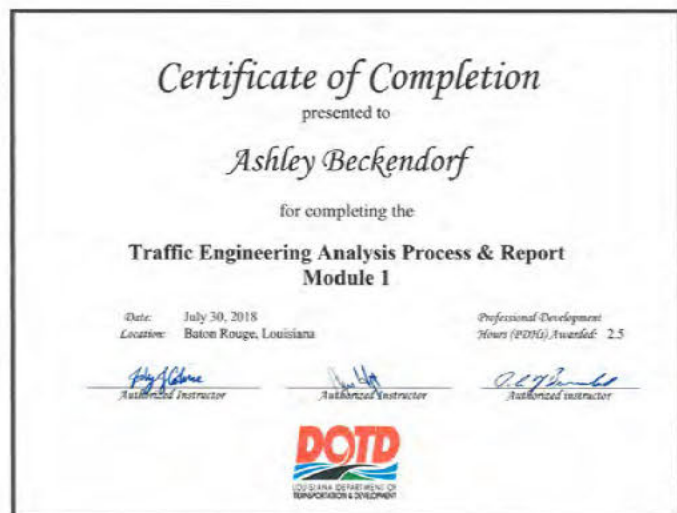 Certificate of Completion
presented to
Ashley Beckendorf
for completing the
Traffic Engineering Analysis Process & Report
Module 1
Date: July 30, 2018
Location: Baton Rouge, Louisiana
Professional Development
Hours (PDHs) Awarded: 2.5
Authorized Instructor
Authorized Instructor
Authorized instructor
DOTD
LOUISIANA DEPARTMENT OF
TRANSPORTATION & DEVELOPMENT